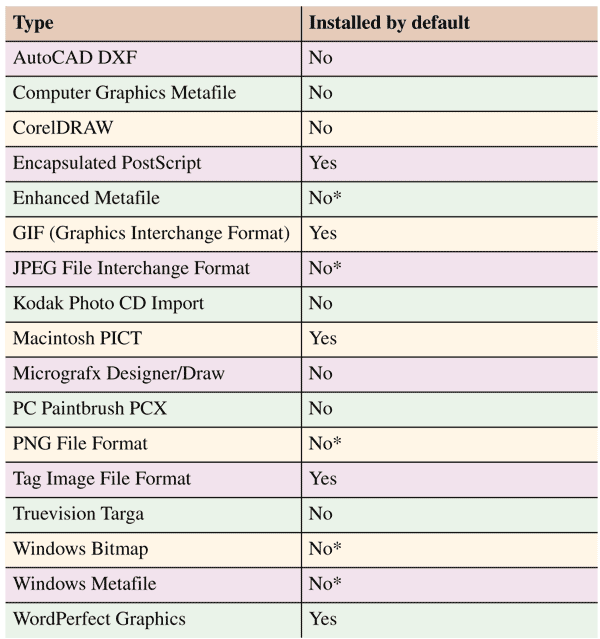 Type Installed by default
AutoCAD DXF No
Computer Graphics Metafile No
CorelDRAW No
Encapsulated PostScript Yes
Enhanced Metafile No*
GIF (Graphics Interchange Format) Yes
JPEG File Interchange Format No*
Kodak Photo CD Import No
Macintosh PICT Yes
Micrografx Designer/Draw No
PC Paintbrush PCX No
PNG File Format No*
Tag Image File Format Yes
Truevision Targa No
Windows Bitmap No*
Windows Metafile No*
WordPerfect Graphics Yes